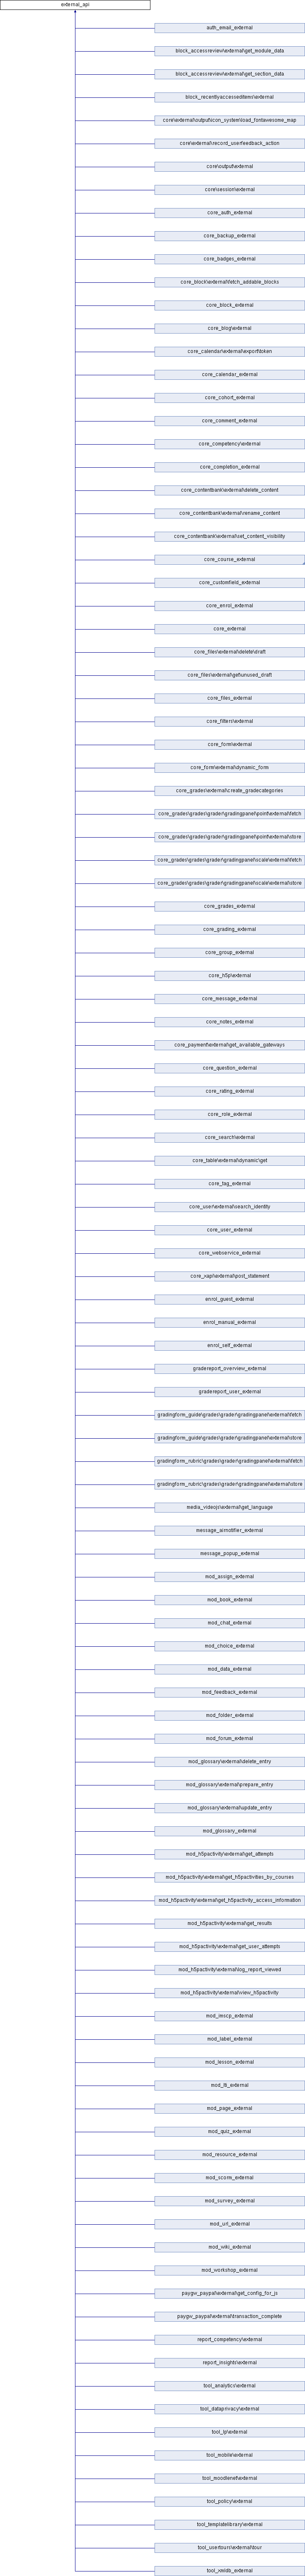 external_api
auth_email_external
block_accessreview\external\get_module_data
block_accessreview\external\get_section_data
block_recentlyaccesseditems\external
core\external\output\icon_system\load_fontawesome_map
core\external\record_userfeedback_action
core\output\external
core\session\external
core_auth_external
core_backup_external
core_badges_external
core_block\external\fetch_addable_blocks
core_block_external
core_blog\external
core_calendar\external\export\token
core_calendar_external
core_cohort_external
core_comment_external
core_competency\external
core_completion_external
core_contentbank\external\delete_content
core_contentbank\external\rename_content
core_contentbank\external\set_content_visibility
core_course_external
core_customfield_external
core_enrol_external
core_external
core_files\external\delete\draft
core_files\external\get\unused_draft
core_files_external
core_filters\external
core_form\external
core_form\external\dynamic_form
core_grades\external\create_gradecategories
core_grades\grades\grader\gradingpanel\point\external\fetch
core_grades\grades\grader\gradingpanel\point\external\store
core_grades\grades\grader\gradingpanel\scale\external\fetch
core_grades\grades\grader\gradingpanel\scale\external\store
core_grades_external
core_grading_external
core_group_external
core_h5p\external
core_message_external
core_notes_external
core_payment\external\get_available_gateways
core_question_external
core_rating_external
core_role_external
core_search\external
core_table\external\dynamic\get
core_tag_external
core_user\external\search_identity
core_user_external
core_webservice_external
core_xapi\external\post_statement
enrol_guest_external
enrol_manual_external
enrol_self_external
gradereport_overview_external
gradereport_user_external
gradingform_guide\grades\grader\gradingpanel\external\fetch
gradingform_guide\grades\grader\gradingpanel\external\store
gradingform_rubric\grades\grader\gradingpanel\external\fetch
gradingform_rubric\grades\grader\gradingpanel\external\store
media_videojs\external\get_language
message_airnotifier_external
message_popup_external
mod_assign_external
mod_book_external
mod_chat_external
mod_choice_external
mod_data_external
mod_feedback_external
mod_folder_external
mod_forum_external
mod_glossary\external\delete_entry
mod_glossary\external\prepare_entry
mod_glossary\external\update_entry
mod_glossary_external
mod_h5pactivity\external\get_attempts
mod_h5pactivity\external\get_h5pactivities_by_courses
mod_h5pactivity\external\get_h5pactivity_access_information
mod_h5pactivity\external\get_results
mod_h5pactivity\external\get_user_attempts
mod_h5pactivity\external\log_report_viewed
mod_h5pactivity\external\view_h5pactivity
mod_imscp_external
mod_label_external
mod_lesson_external
mod_lti_external
mod_page_external
mod_quiz_external
mod_resource_external
mod_scorm_external
mod_survey_external
mod_url_external
mod_wiki_external
mod_workshop_external
paygw_paypal\external\get_config_for_js
paygw_paypal\external\transaction_complete
report_competency\external
report_insights\external
tool_analytics\external
tool_dataprivacy\external
tool_lp\external
tool_mobile\external
tool_moodlenet\external
tool_policy\external
tool_templatelibrary\external
tool_usertours\external\tour
tool_xmldb_external